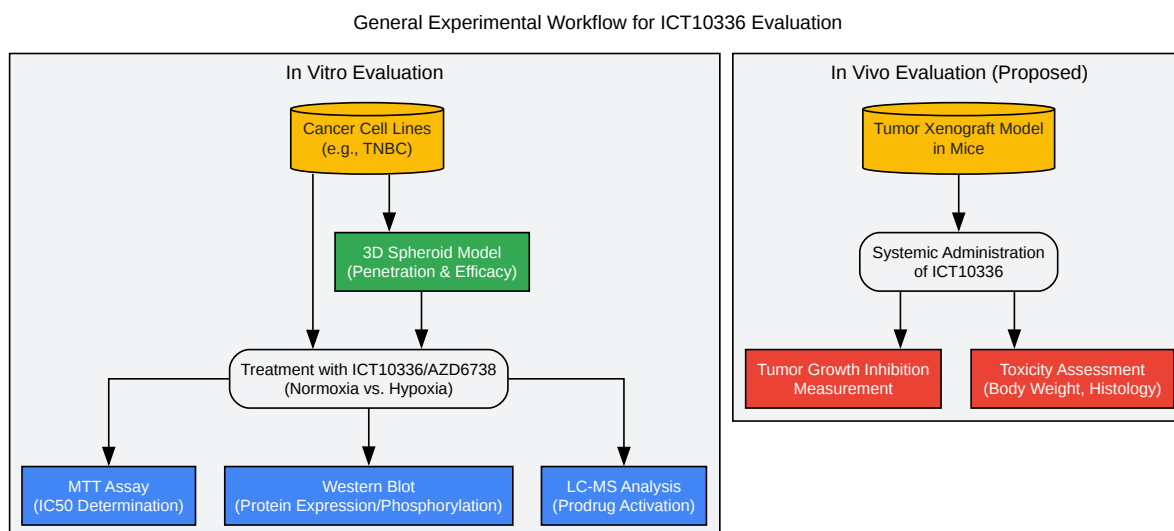 General Experimental Workflow for ICT10336 Evaluation
In Vitro Evaluation
Cancer Cell Lines
(e.g., TNBC)
3D Spheroid Model
(Penetration & Efficacy)
Treatment with ICT10336/AZD6738
(Normoxia vs. Hypoxia)
MTT Assay
(IC50 Determination)
Western Blot
(Protein Expression/Phosphorylation)
LC-MS Analysis
(Prodrug Activation)
In Vivo Evaluation (Proposed)
Tumor Xenograft Model
in Mice
Systemic Administration
of ICT10336
Tumor Growth Inhibition
Measurement
Toxicity Assessment
(Body Weight, Histology)